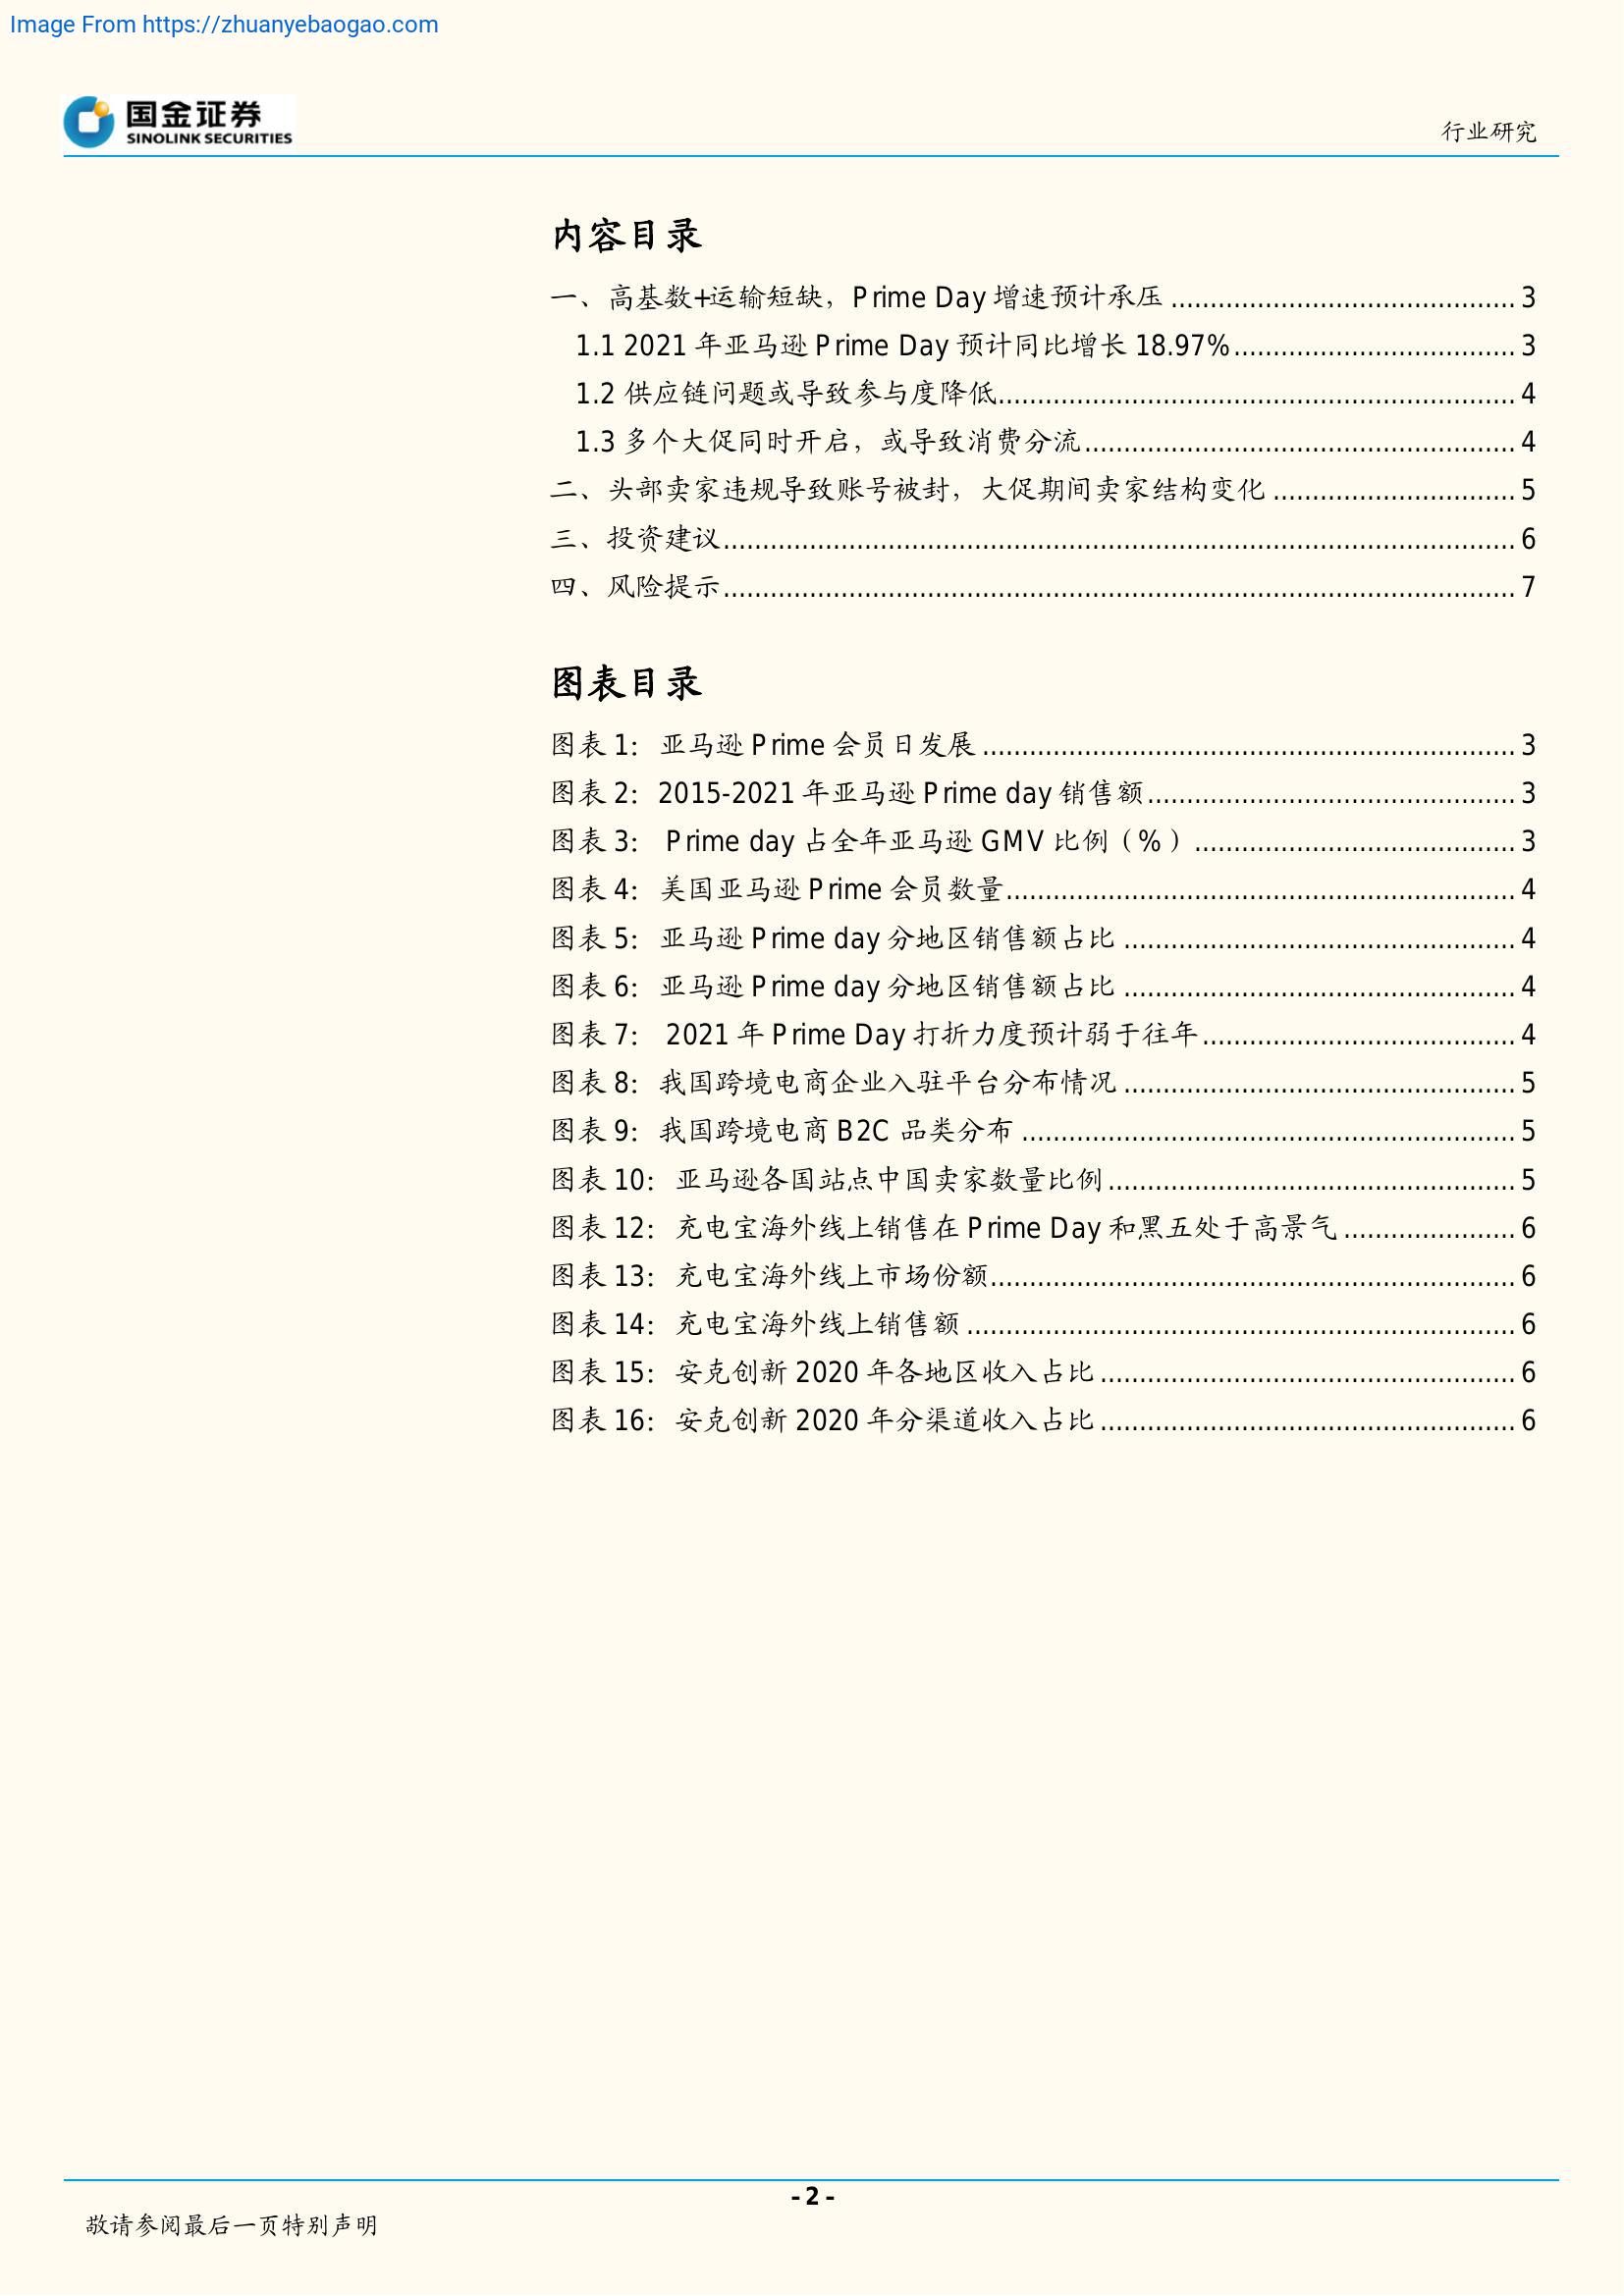 Image From https://zhuanyebaogao.com
国金证券
SINOLINK SECURITIES
行业研究
内容目录
一、高基数+运输短缺，Prime Day 增速预计承压 ............................................ 3
1.1 2021 年亚马逊 Prime Day 预计同比增长 18.97%.................................... 3
1.2 供应链问题或导致参与度降低.................................................................. 4
1.3 多个大促同时开启，或导致消费分流....................................................... 4
二、头部卖家违规导致账号被封，大促期间卖家结构变化 ............................... 5
三、投资建议..................................................................................................... 6
四、风险提示..................................................................................................... 7
图表目录
图表 1： 亚马逊 Prime 会员日发展 .................................................................... 3
图表 2：2015-2021 年亚马逊 Prime day 销售额............................................... 3
图表 3： Prime day 占全年亚马逊 GMV 比例（%）......................................... 3
图表 4： 美国亚马逊 Prime 会员数量................................................................. 4
图表 5： 亚马逊 Prime day 分地区销售额占比 .................................................. 4
图表 6： 亚马逊 Prime day 分地区销售额占比 .................................................. 4
图表 7： 2021 年 Prime Day 打折力度预计弱于往年........................................ 4
图表 8：我国跨境电商企业入驻平台分布情况 .................................................. 5
图表 9：我国跨境电商 B2C 品类分布 ............................................................... 5
图表 10： 亚马逊各国站点中国卖家数量比例.................................................... 5
图表 12：充电宝海外线上销售在 Prime Day 和黑五处于高景气 ...................... 6
图表 13：充电宝海外线上市场份额................................................................... 6
图表 14：充电宝海外线上销售额 ...................................................................... 6
图表 15：安克创新 2020 年各地区收入占比..................................................... 6
图表 16：安克创新 2020 年分渠道收入占比..................................................... 6
- 2 -
敬请参阅最后一页特别声明